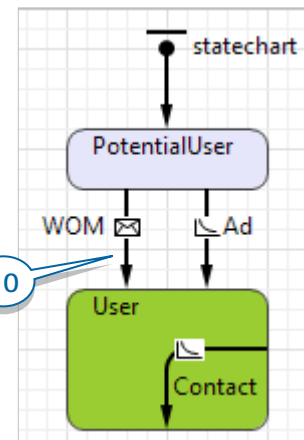 statechart
PotentialUser
WOM
Ad
0
User
Contact